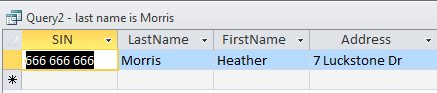 Query2 - last name is Morris
SIN LastName FirstName Address
666 666 666 Morris Heather 7 Luckstone Dr